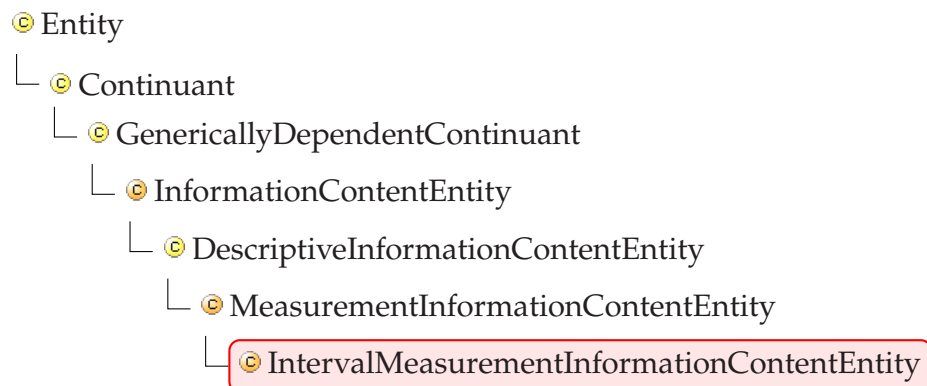 Entity
Continuant
GenericallyDependentContinuant
InformationContentEntity
DescriptiveInformationContentEntity
MeasurementInformationContentEntity
IntervalMeasurementInformationContentEntity